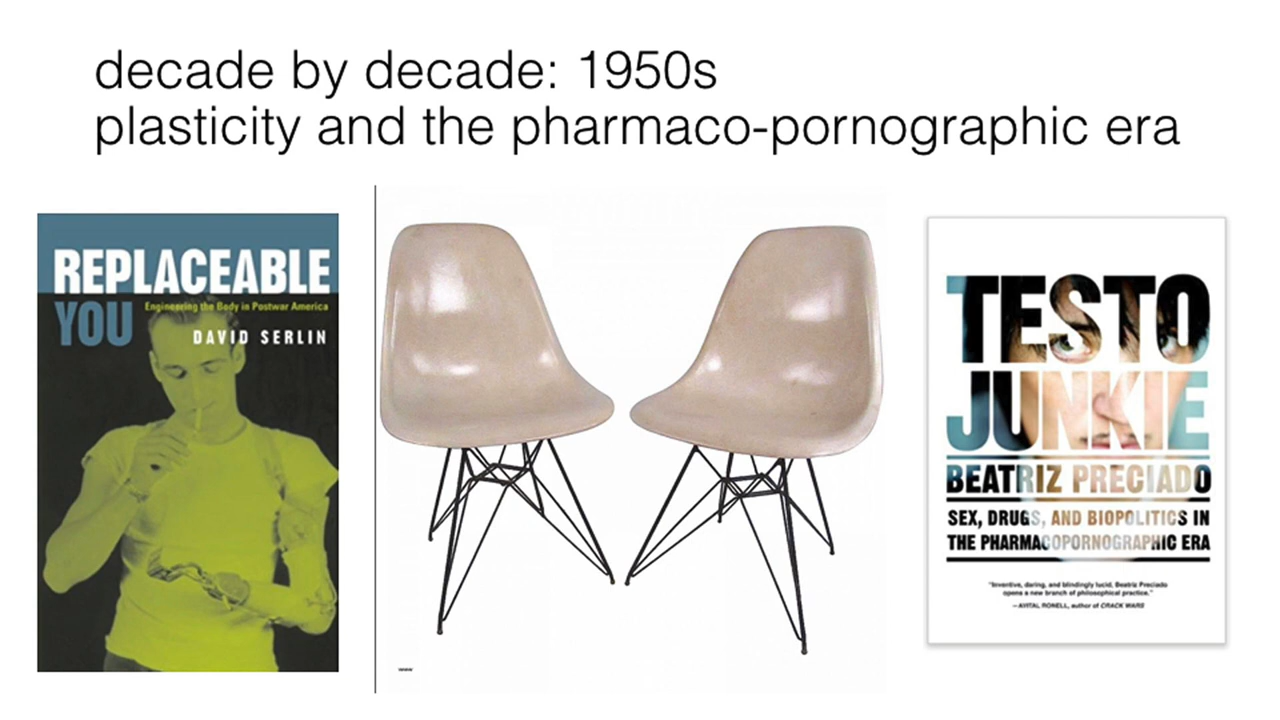 decade by decade: 1950s
plasticity and the pharmaco-pornographic era
REPLACEABLE
YOU
Engineering the Body in Postwar America
DAVID SERLIN
TESTO
JUNKIE
BEATRIZ PRECIADO
SEX, DRUGS, AND BIOPOLITICS IN
THE PHARMACOPORNOGRAPHIC ERA
"Inventive, daring, and blindingly lucid, Beatriz Preciado
opens a new branch of philosophical practice."
—AVITAL RONELL, author of CRACK WARS